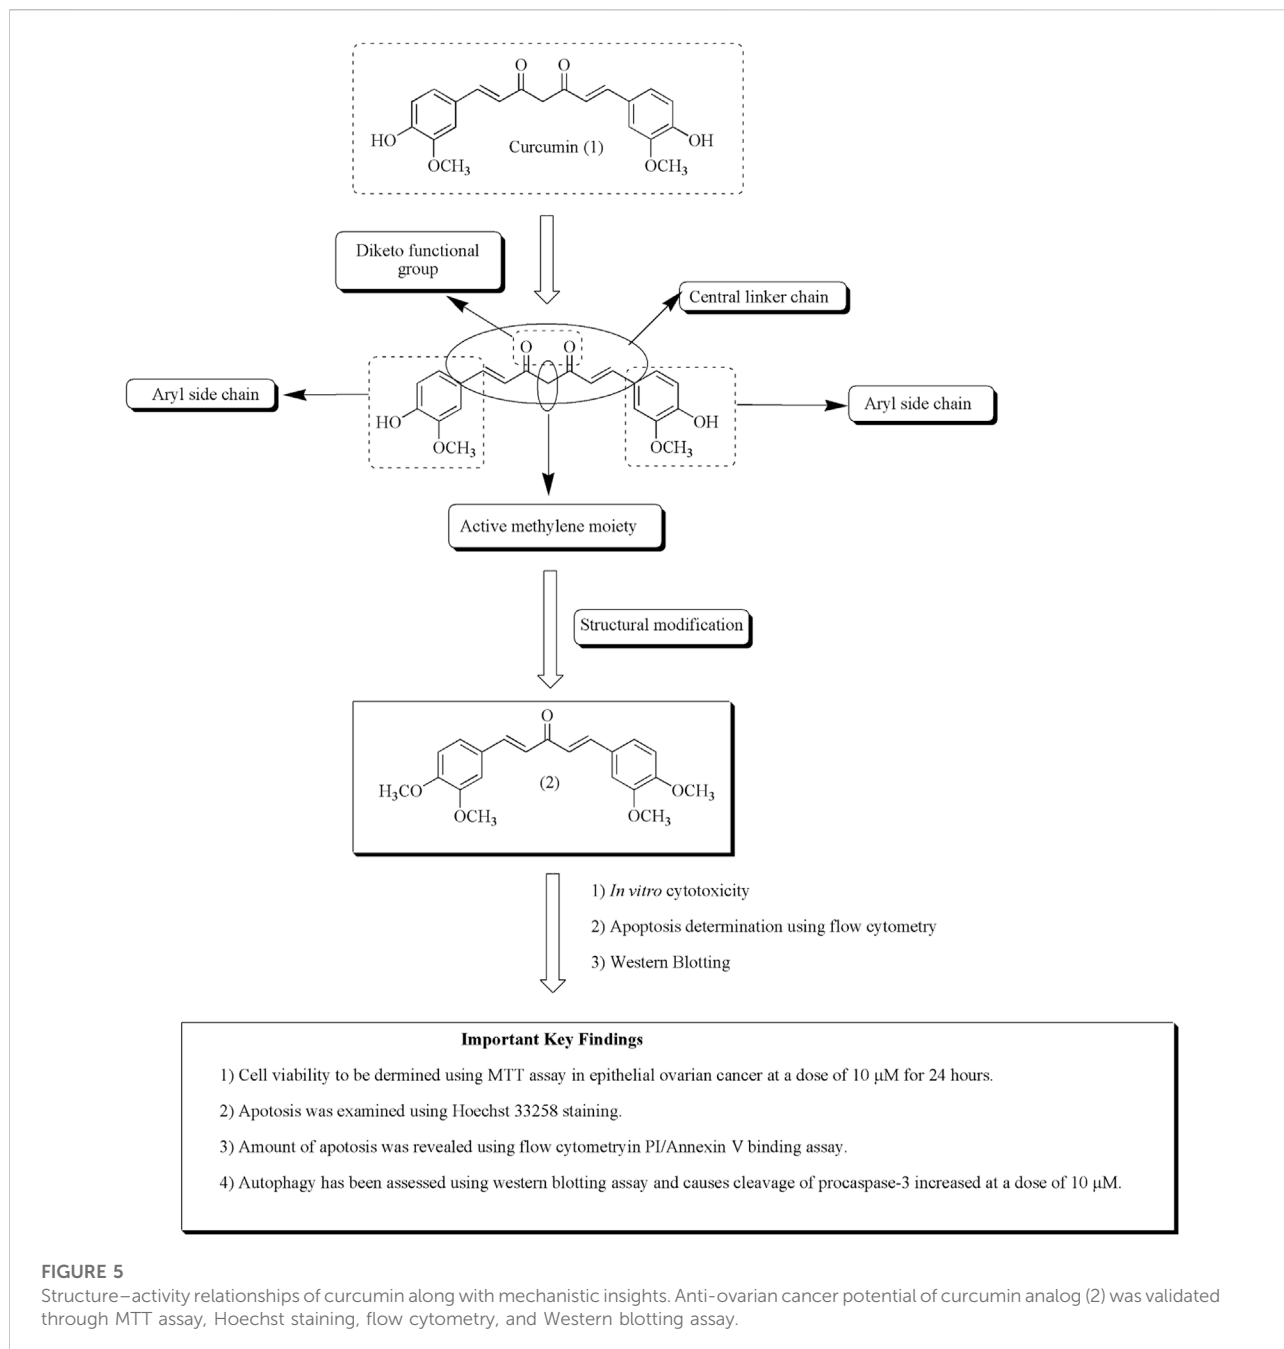 O
O
HO
OCH3
Curcumin (1)
OCH3
OH
Diketo functional
group
Central linker chain
O
O
Aryl side chain
HO
OCH3
OCH3
OH
Aryl side chain
Active methylene moiety
Structural modification
O
H3CO
OCH3
(2)
OCH3
OCH3
1) In vitro cytotoxicity
2) Apoptosis determination using flow cytometry
3) Western Blotting
Important Key Findings
1) Cell viability to be dermined using MTT assay in epithelial ovarian cancer at a dose of 10 μM for 24 hours.
2) Apotosis was examined using Hoechst 33258 staining.
3) Amount of apotosis was revealed using flow cytometryin PI/Annexin V binding assay.
4) Autophagy has been assessed using western blotting assay and causes cleavage of procaspase-3 increased at a dose of 10 μM.
FIGURE 5
Structure–activity relationships of curcumin along with mechanistic insights. Anti-ovarian cancer potential of curcumin analog (2) was validated
through MTT assay, Hoechst staining, flow cytometry, and Western blotting assay.